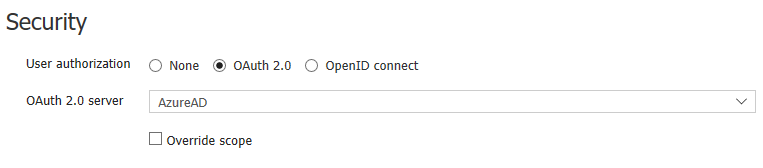 Security
User authorization None OAuth 2.0 OpenID connect
OAuth 2.0 server AzureAD
Override scope